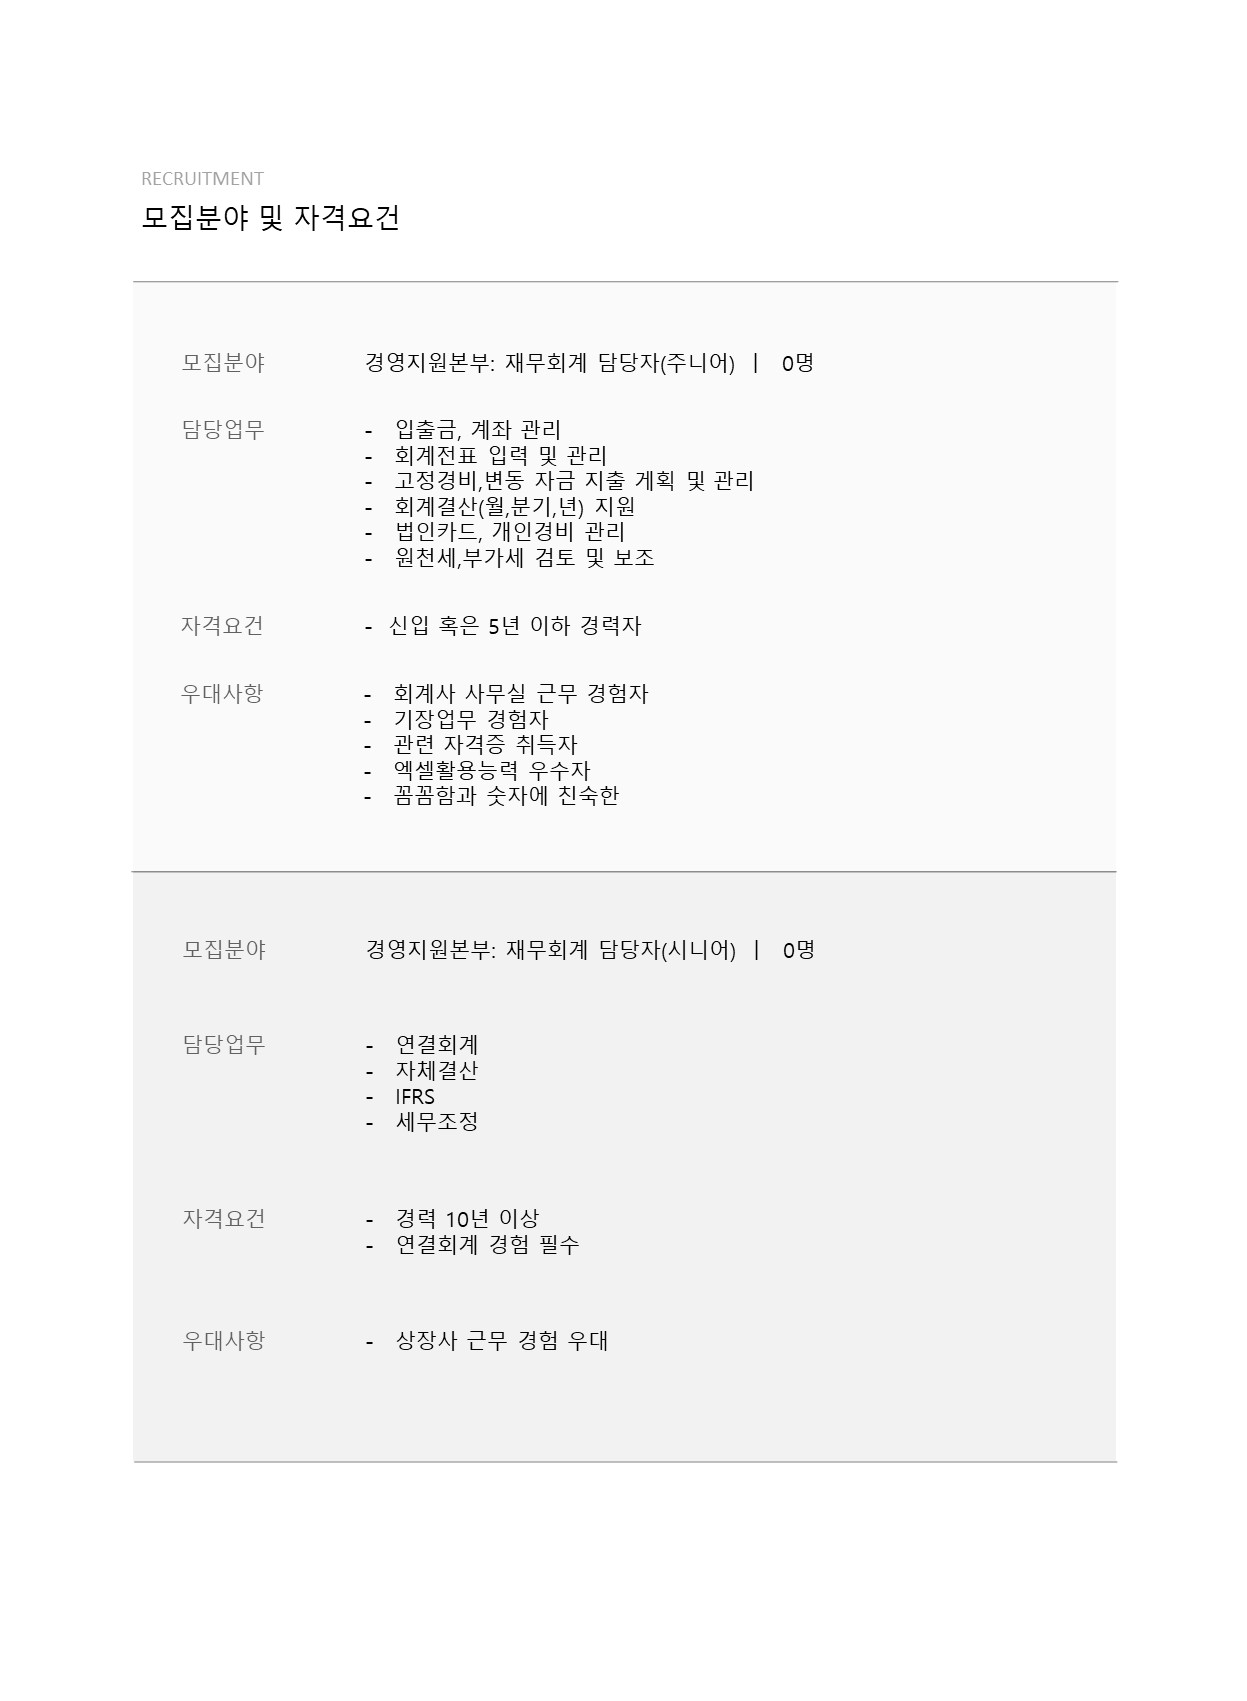 RECRUITMENT
모집분야 및 자격요건
모집분야 경영지원본부: 재무회계 담당자(주니어) ㅣ 0명
담당업무 - 입출금, 계좌 관리
- 회계전표 입력 및 관리
- 고정경비,변동 자금 지출 게획 및 관리
- 회계결산(월,분기,년) 지원
- 법인카드, 개인경비 관리
- 원천세,부가세 검토 및 보조
자격요건 - 신입 혹은 5년 이하 경력자
우대사항 - 회계사 사무실 근무 경험자
- 기장업무 경험자
- 관련 자격증 취득자
- 엑셀활용능력 우수자
- 꼼꼼함과 숫자에 친숙한
모집분야 경영지원본부: 재무회계 담당자(시니어) ㅣ 0명
담당업무 - 연결회계
- 자체결산
- IFRS
- 세무조정
자격요건 - 경력 10년 이상
- 연결회계 경험 필수
우대사항 - 상장사 근무 경험 우대